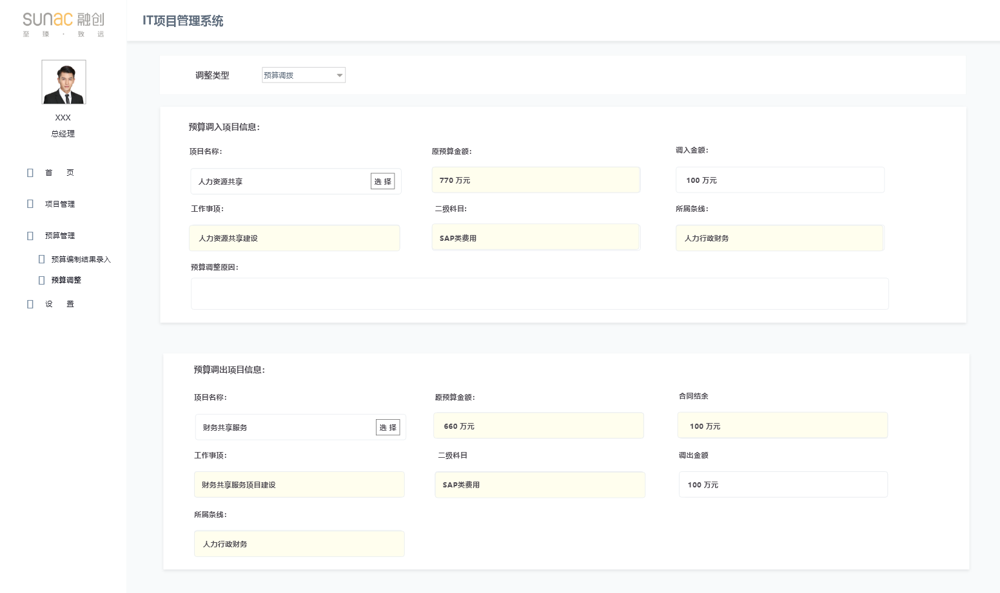 sunac 融创
至 臻 · 致 远
IT项目管理系统
XXX
总经理
首 页
项目管理
预算管理
预算编制结果录入
预算调整
设 置
调整类型 预算调拨
预算调入项目信息：
项目名称： 原预算金额： 调入金额：
人力资源共享 选 择 770 万元 100 万元
工作事项： 二级科目： 所属条线：
人力资源共享建设 SAP类费用 人力行政财务
预算调整原因：
预算调出项目信息：
项目名称： 原预算金额： 合同结余
财务共享服务 选 择 660 万元 100 万元
工作事项： 二级科目 调出金额
财务共享服务项目建设 SAP类费用 100 万元
所属条线：
人力行政财务